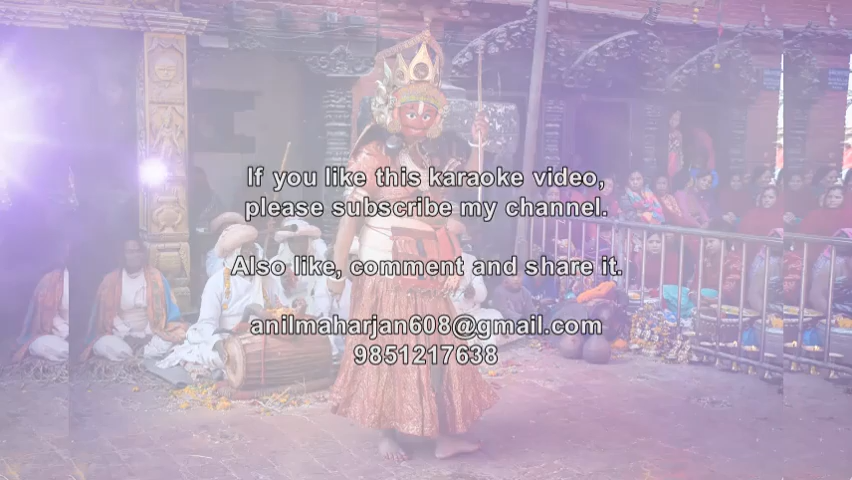 If you like this karaoke video,
please subscribe my channel.
Also like, comment and share it.
anilmaharjan608@gmail.com
9851217638